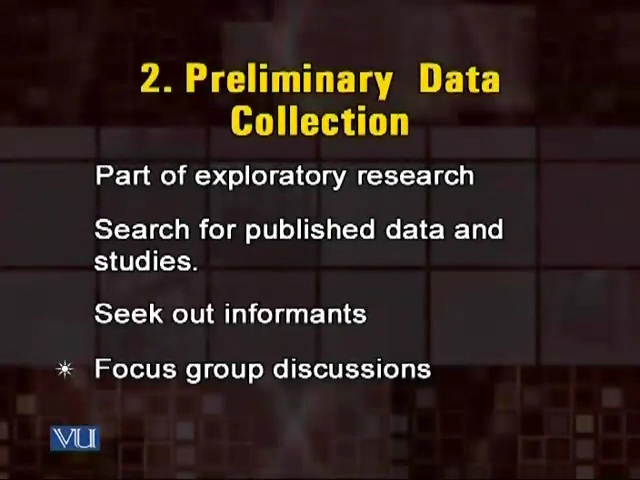 2. Preliminary Data
Collection
Part of exploratory research
Search for published data and
studies.
Seek out informants
Focus group discussions
VU